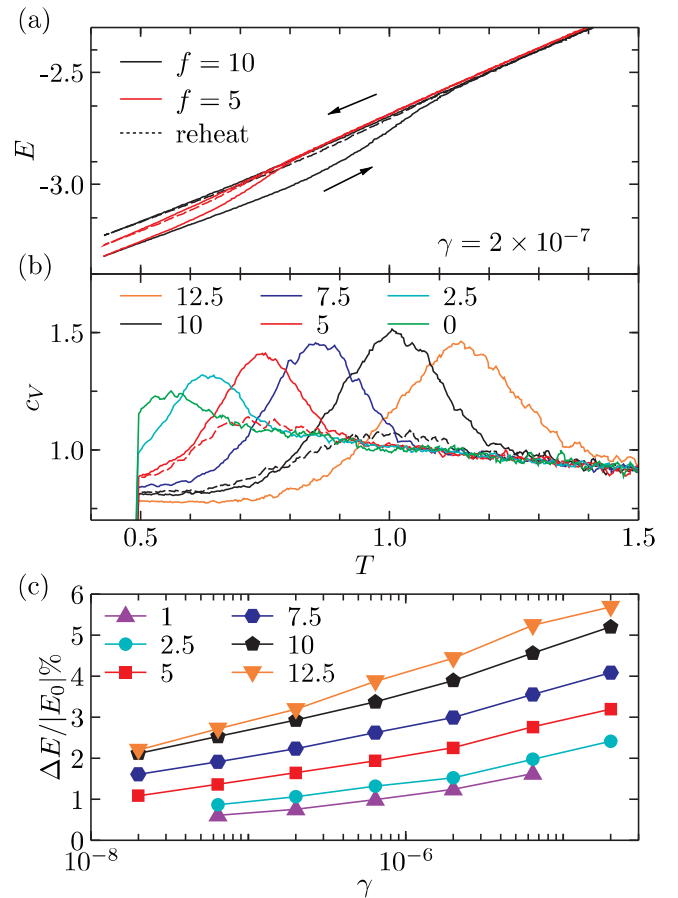 (a)
f = 10
f = 5
reheat
-2.5
-3.0
E
γ = 2 × 10⁻⁷
(b)
12.5 7.5 2.5
10 5 0
1.5
1.0
c_V
0.5 1.0 1.5
T
(c)
6
5
4
3
2
1
0
1 7.5
2.5 10
5 12.5
ΔE/|E₀|%
10⁻⁸ 10⁻⁶
γ